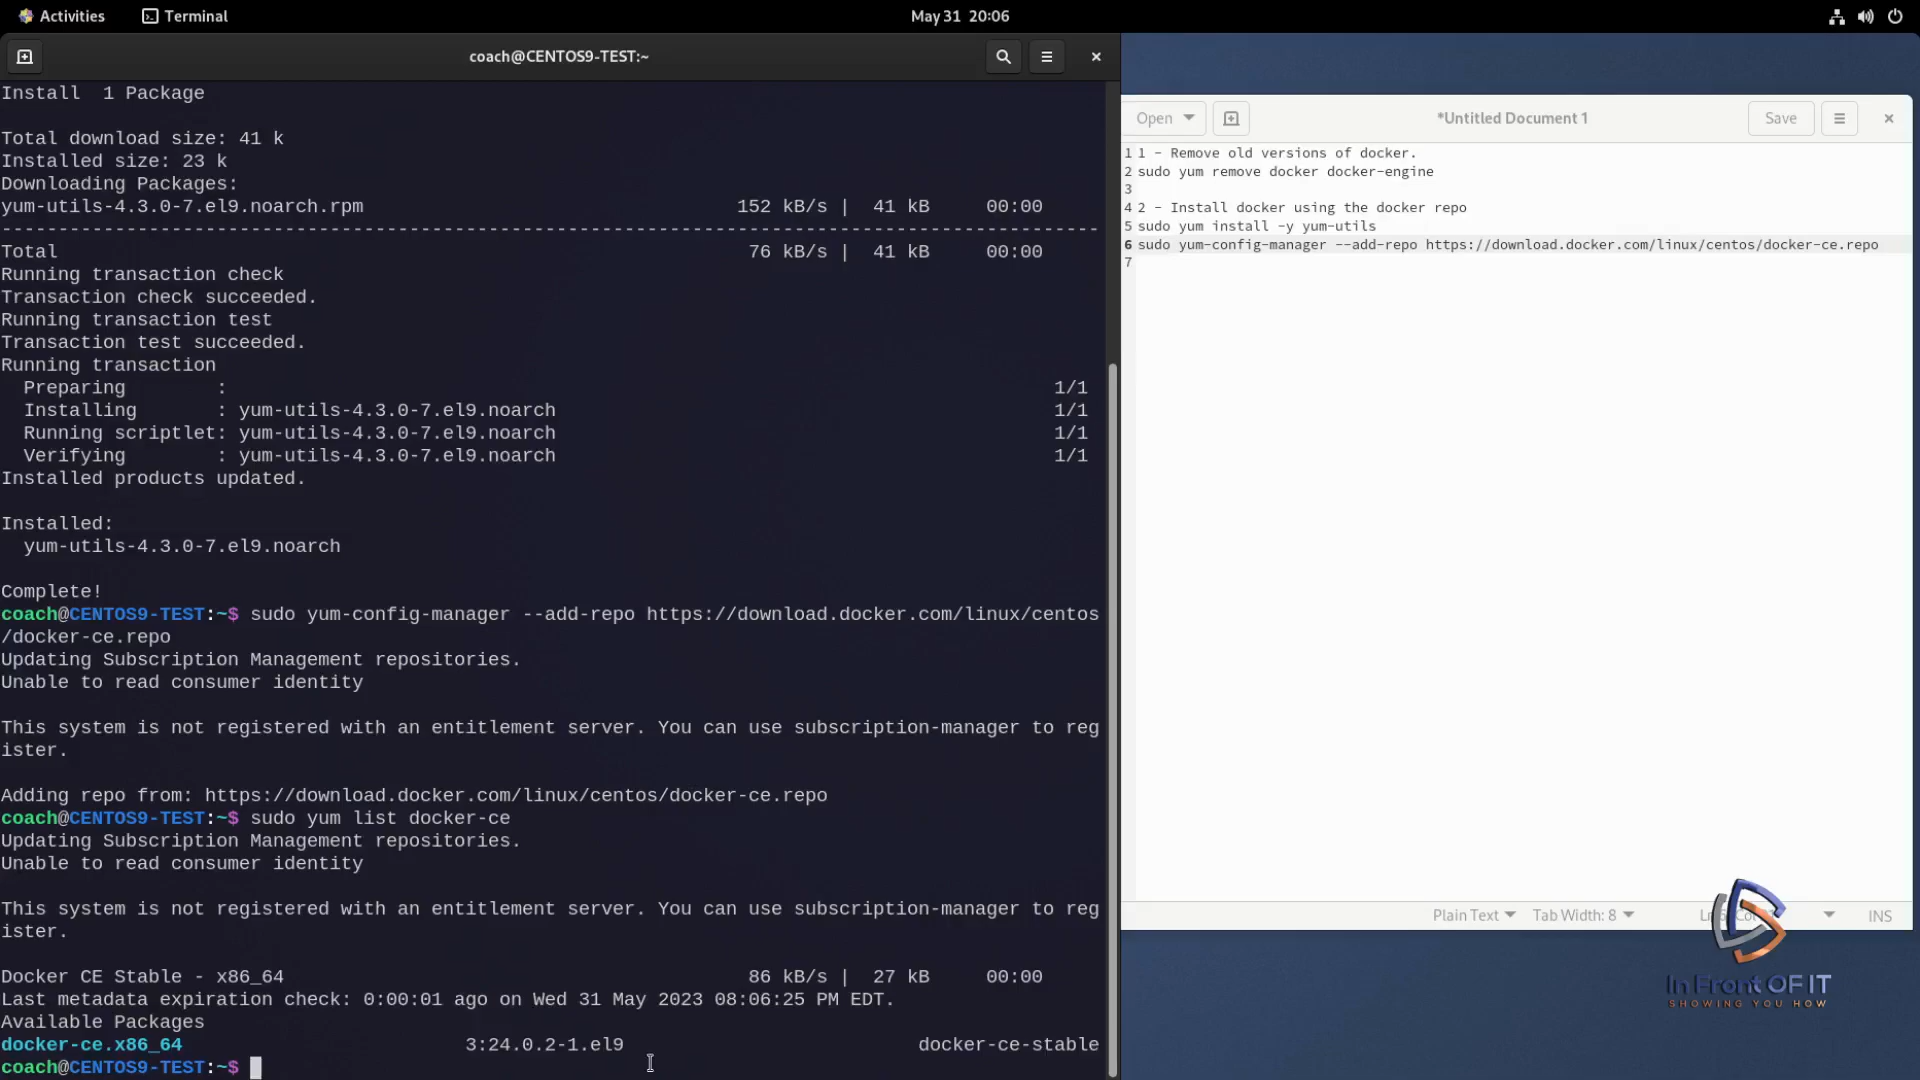 Activities
Terminal
May 31 20:06
coach@CENTOS9-TEST:~
Install  1 Package
Total download size: 41 k
Installed size: 23 k
Downloading Packages:
yum-utils-4.3.0-7.el9.noarch.rpm 152 kB/s | 41 kB 00:00
--------------------------------------------------------------------------------
Total 76 kB/s | 41 kB 00:00
Running transaction check
Transaction check succeeded.
Running transaction test
Transaction test succeeded.
Running transaction
Preparing : 1/1
Installing : yum-utils-4.3.0-7.el9.noarch 1/1
Running scriptlet: yum-utils-4.3.0-7.el9.noarch 1/1
Verifying : yum-utils-4.3.0-7.el9.noarch 1/1
Installed products updated.
Installed:
yum-utils-4.3.0-7.el9.noarch
Complete!
coach@CENTOS9-TEST:~$ sudo yum-config-manager --add-repo https://download.docker.com/linux/centos
/docker-ce.repo
Updating Subscription Management repositories.
Unable to read consumer identity
This system is not registered with an entitlement server. You can use subscription-manager to reg
ister.
Adding repo from: https://download.docker.com/linux/centos/docker-ce.repo
coach@CENTOS9-TEST:~$ sudo yum list docker-ce
Updating Subscription Management repositories.
Unable to read consumer identity
This system is not registered with an entitlement server. You can use subscription-manager to reg
ister.
Docker CE Stable - x86_64 86 kB/s | 27 kB 00:00
Last metadata expiration check: 0:00:01 ago on Wed 31 May 2023 08:06:25 PM EDT.
Available Packages
docker-ce.x86_64 3:24.0.2-1.el9 docker-ce-stable
coach@CENTOS9-TEST:~$
Open
*Untitled Document 1
Save
1 1 - Remove old versions of docker.
2 sudo yum remove docker docker-engine
3
4 2 - Install docker using the docker repo
5 sudo yum install -y yum-utils
6 sudo yum-config-manager --add-repo https://download.docker.com/linux/centos/docker-ce.repo
7
Plain Text
Tab Width: 8
INS
In Front OF IT
SHOWING YOU HOW